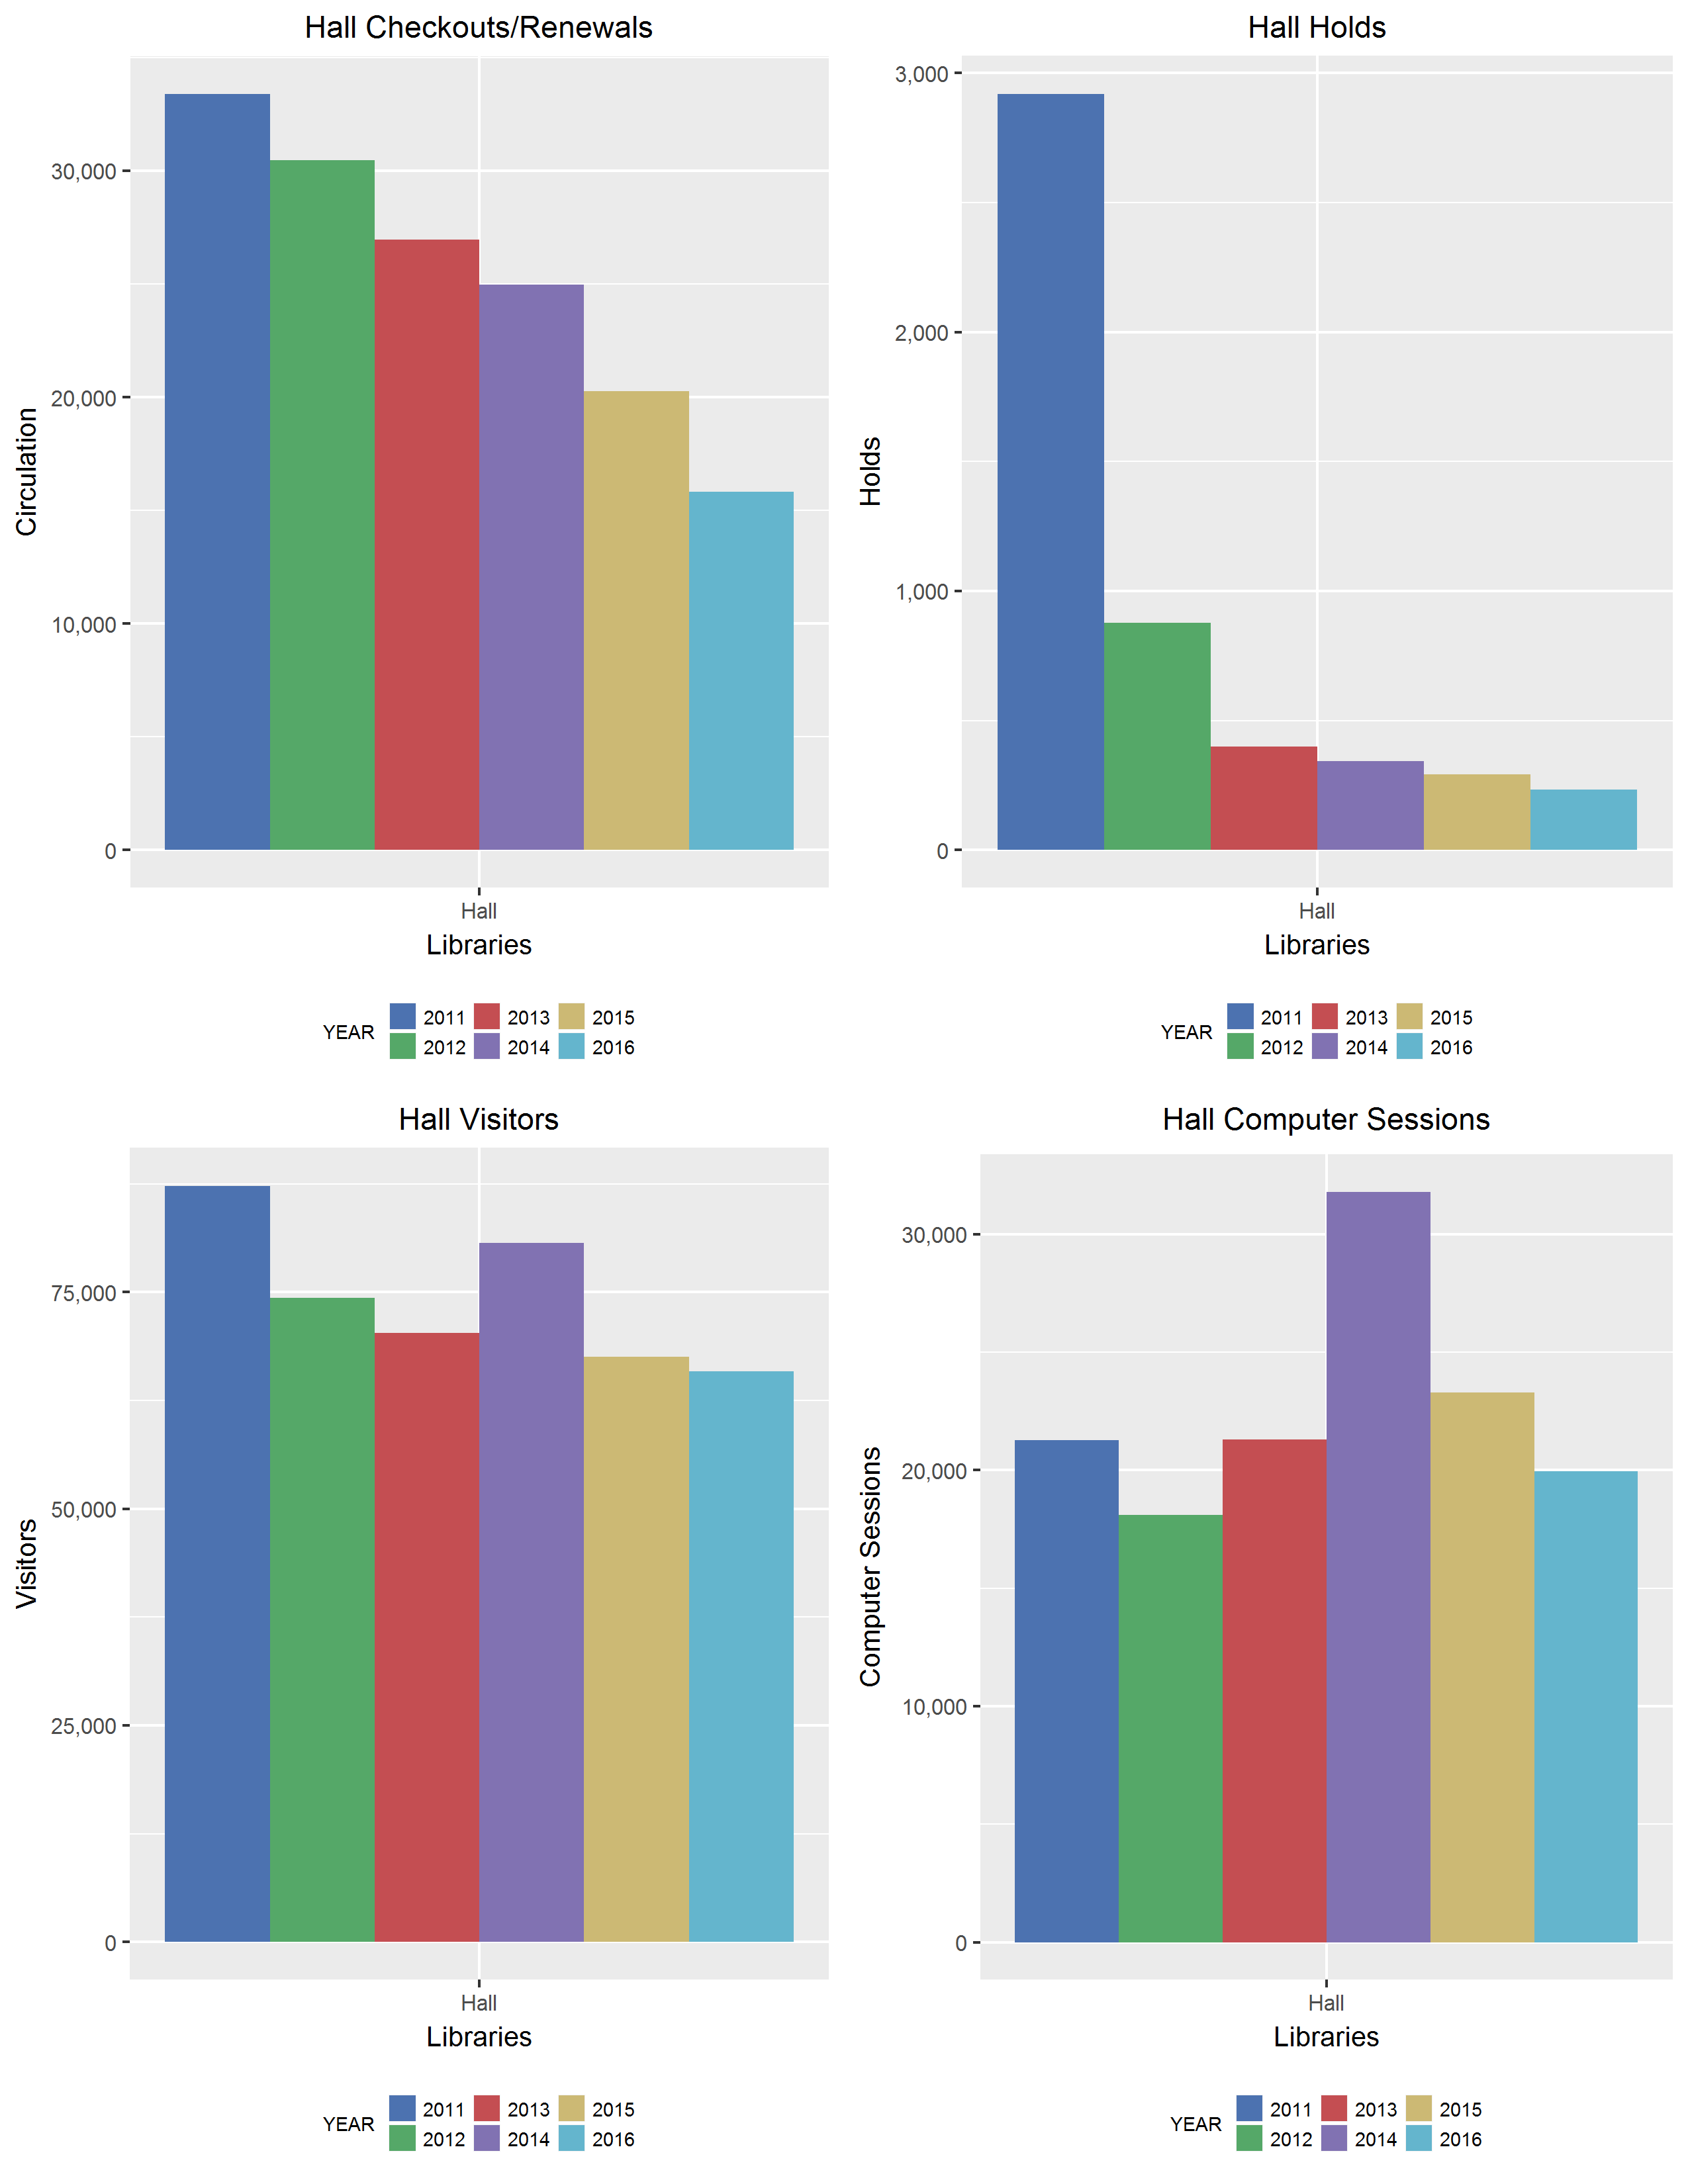 Hall Checkouts/Renewals
Circulation
30,000
20,000
10,000
0
Hall
Libraries
YEAR
2011 2013 2015
2012 2014 2016
Hall Holds
Holds
3,000
2,000
1,000
0
Hall
Libraries
YEAR
2011 2013 2015
2012 2014 2016
Hall Visitors
Visitors
75,000
50,000
25,000
0
Hall
Libraries
YEAR
2011 2013 2015
2012 2014 2016
Hall Computer Sessions
Computer Sessions
30,000
20,000
10,000
0
Hall
Libraries
YEAR
2011 2013 2015
2012 2014 2016